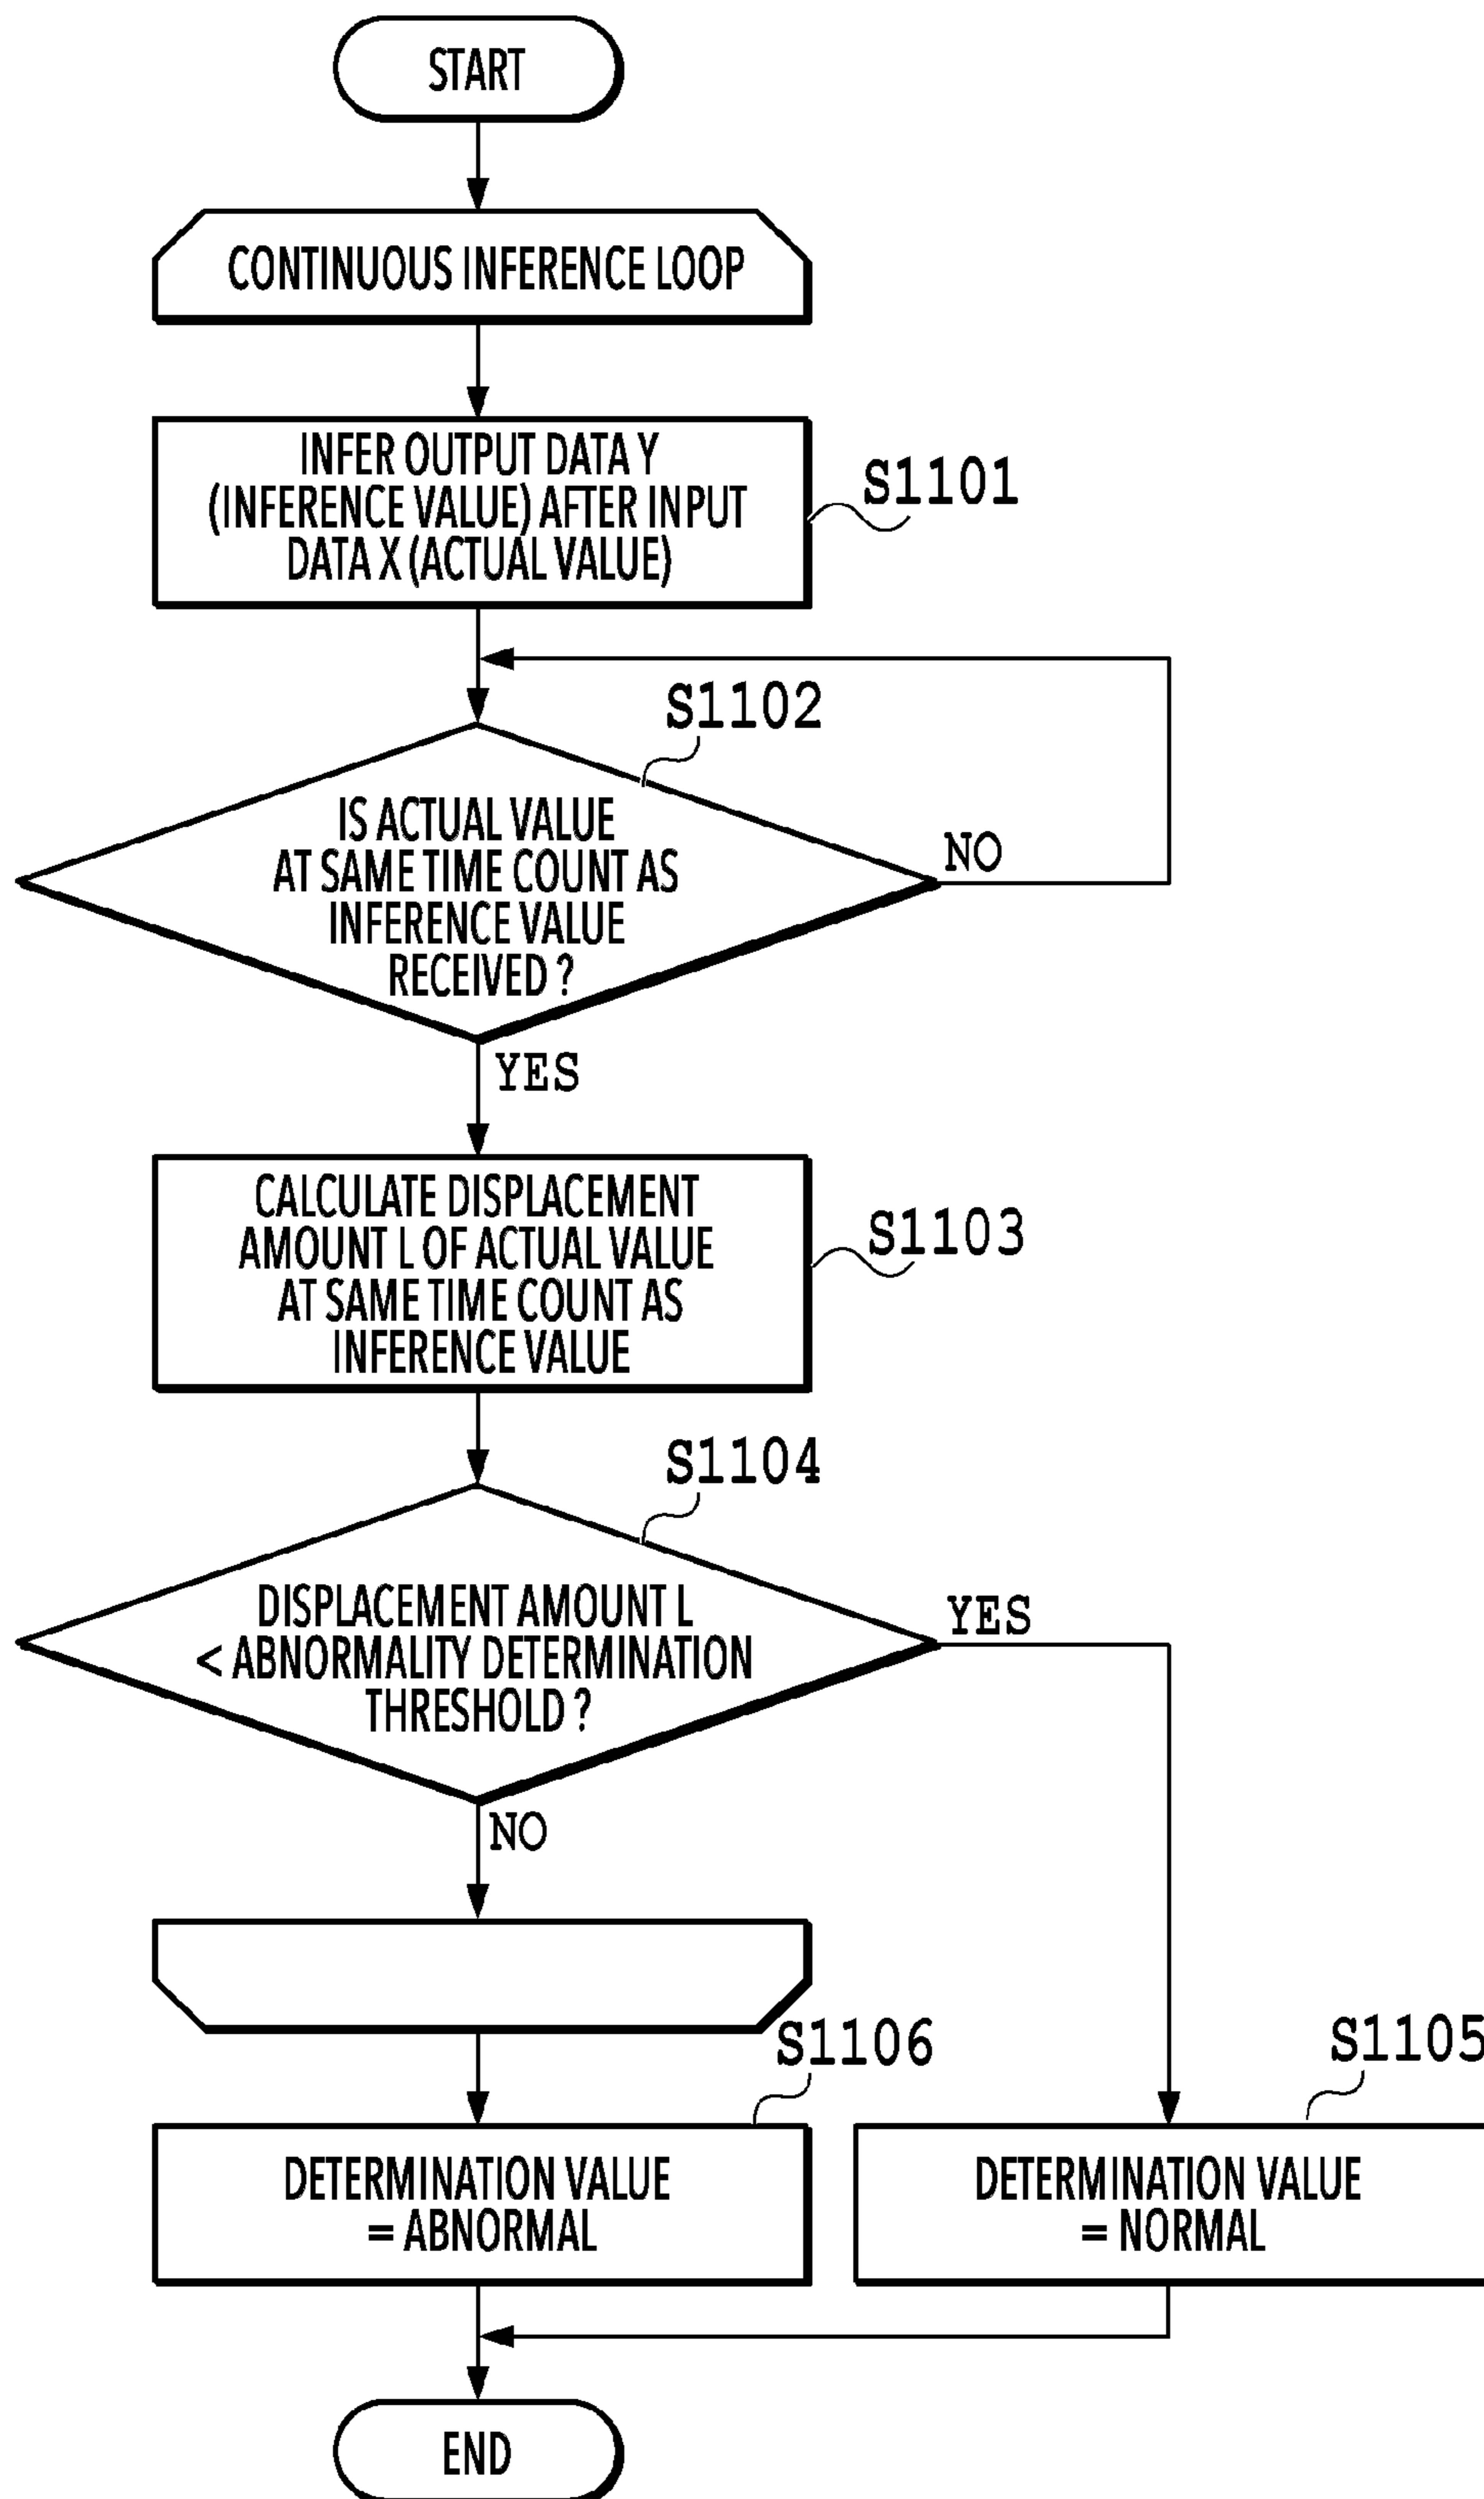 START
CONTINUOUS INFERENCE LOOP
INFER OUTPUT DATA Y
(INFERENCE VALUE) AFTER INPUT
DATA X (ACTUAL VALUE)
S1101
S1102
IS ACTUAL VALUE
AT SAME TIME COUNT AS
INFERENCE VALUE
RECEIVED ?
NO
YES
CALCULATE DISPLACEMENT
AMOUNT L OF ACTUAL VALUE
AT SAME TIME COUNT AS
INFERENCE VALUE
S1103
S1104
DISPLACEMENT AMOUNT L
< ABNORMALITY DETERMINATION
THRESHOLD ?
YES
NO
S1106
S1105
DETERMINATION VALUE
= ABNORMAL
DETERMINATION VALUE
= NORMAL
END